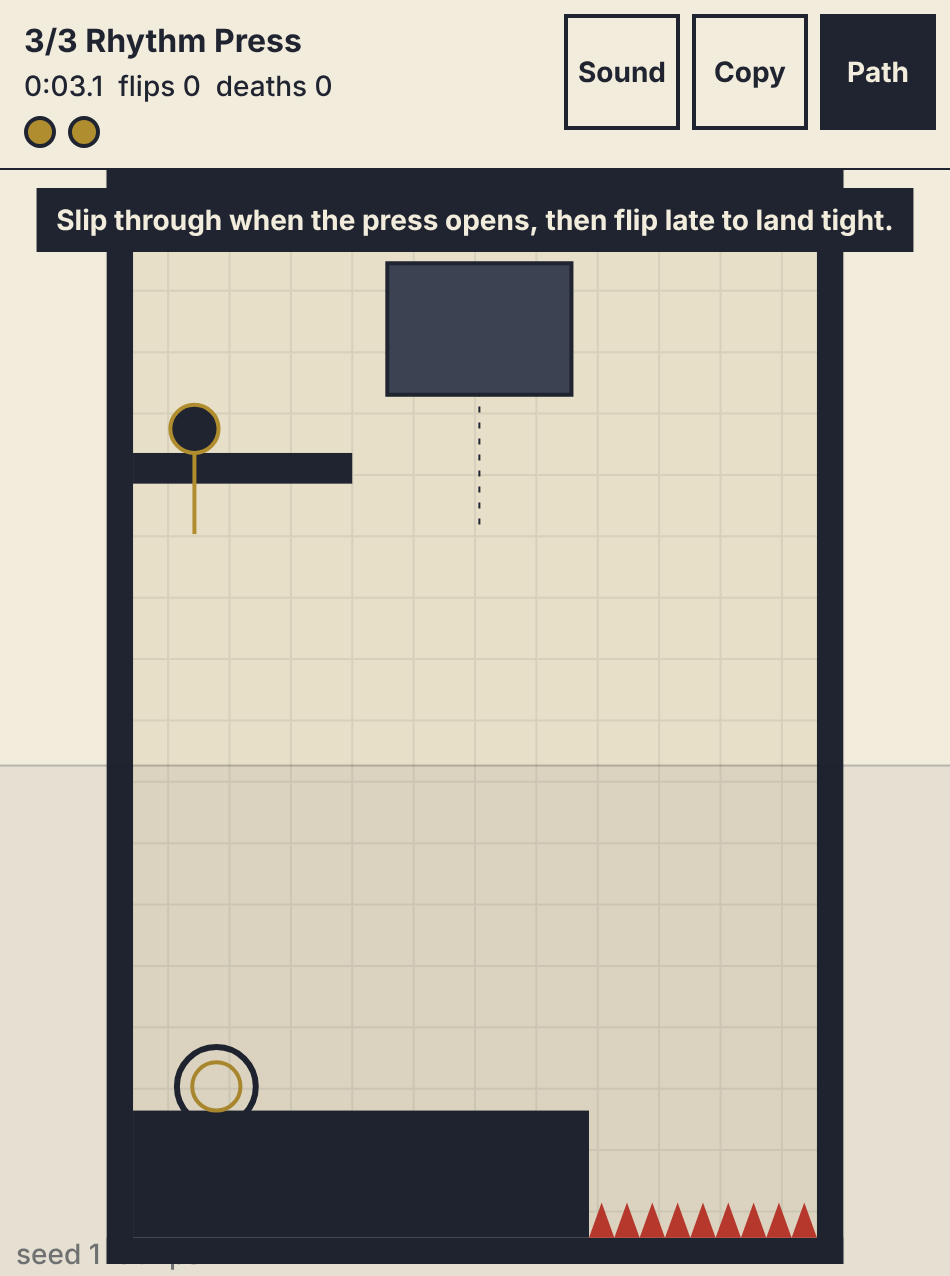 3/3 Rhythm Press
0:03.1 flips 0 deaths 0
Sound
Copy
Path
Slip through when the press opens, then flip late to land tight.
seed 1